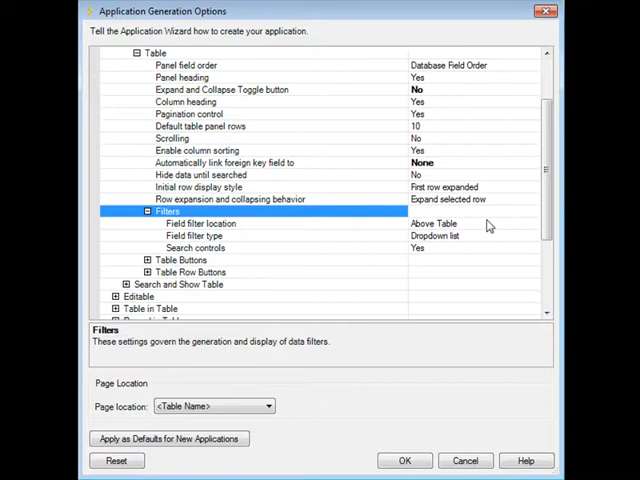 Application Generation Options
Tell the Application Wizard how to create your application.
Table
Panel field order Database Field Order
Panel heading Yes
Expand and Collapse Toggle button No
Column heading Yes
Pagination control Yes
Default table panel rows 10
Scrolling No
Enable column sorting Yes
Automatically link foreign key field to None
Hide data until searched No
Initial row display style First row expanded
Row expansion and collapsing behavior Expand selected row
Filters
Field filter location Above Table
Field filter type Dropdown list
Search controls Yes
Table Buttons
Table Row Buttons
Search and Show Table
Editable
Table in Table
Filters
These settings govern the generation and display of data filters.
Page Location
Page location: <Table Name>
Apply as Defaults for New Applications
Reset OK Cancel Help